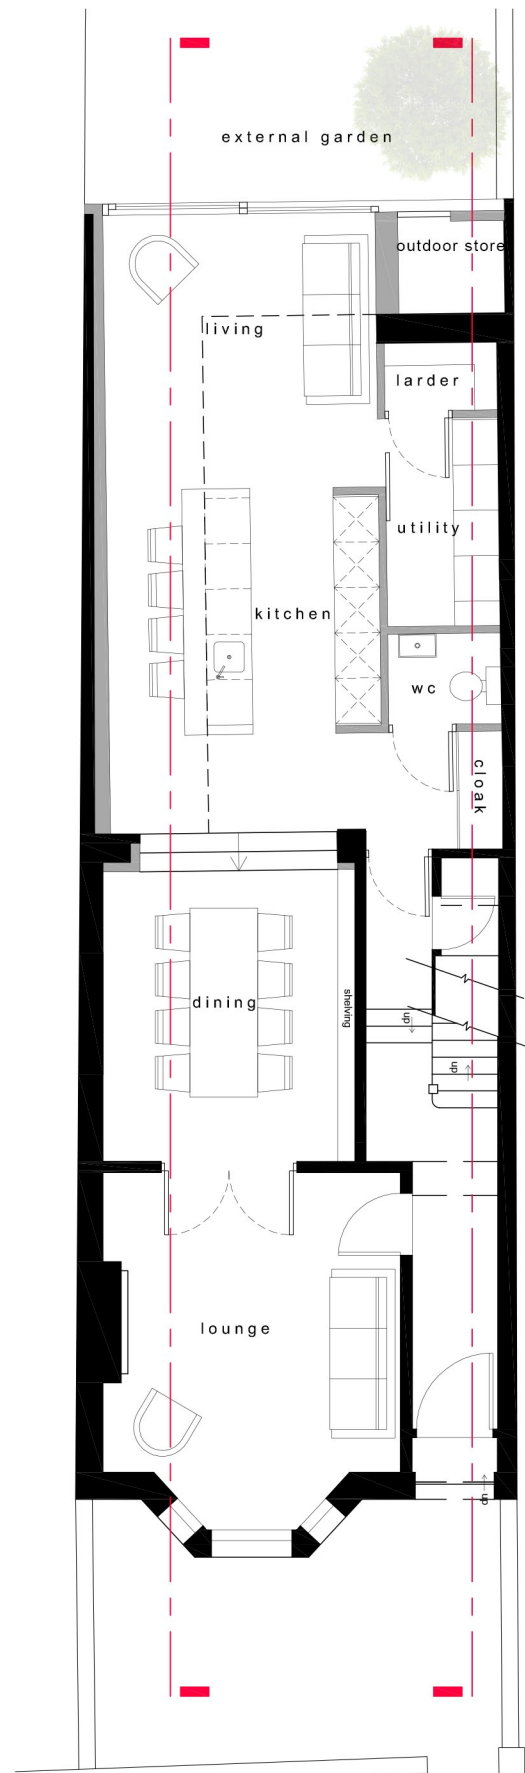 external garden
outdoor store
living
larder
utility
kitchen
wc
cloak
dining
shelving
up
up
lounge
up